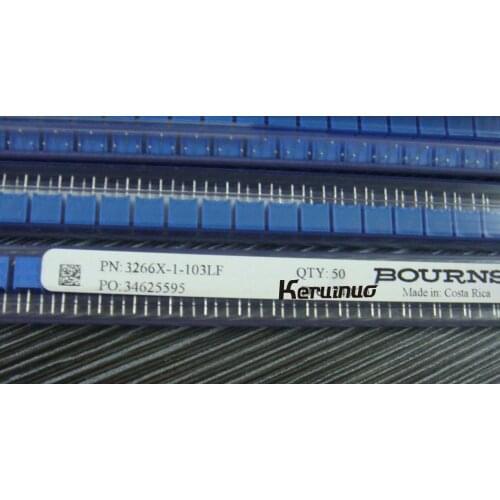 PN: 3266X-1-103LF QTY: 50 BOURNS
PO: 34625595 Keruinuo Made in: Costa Rica